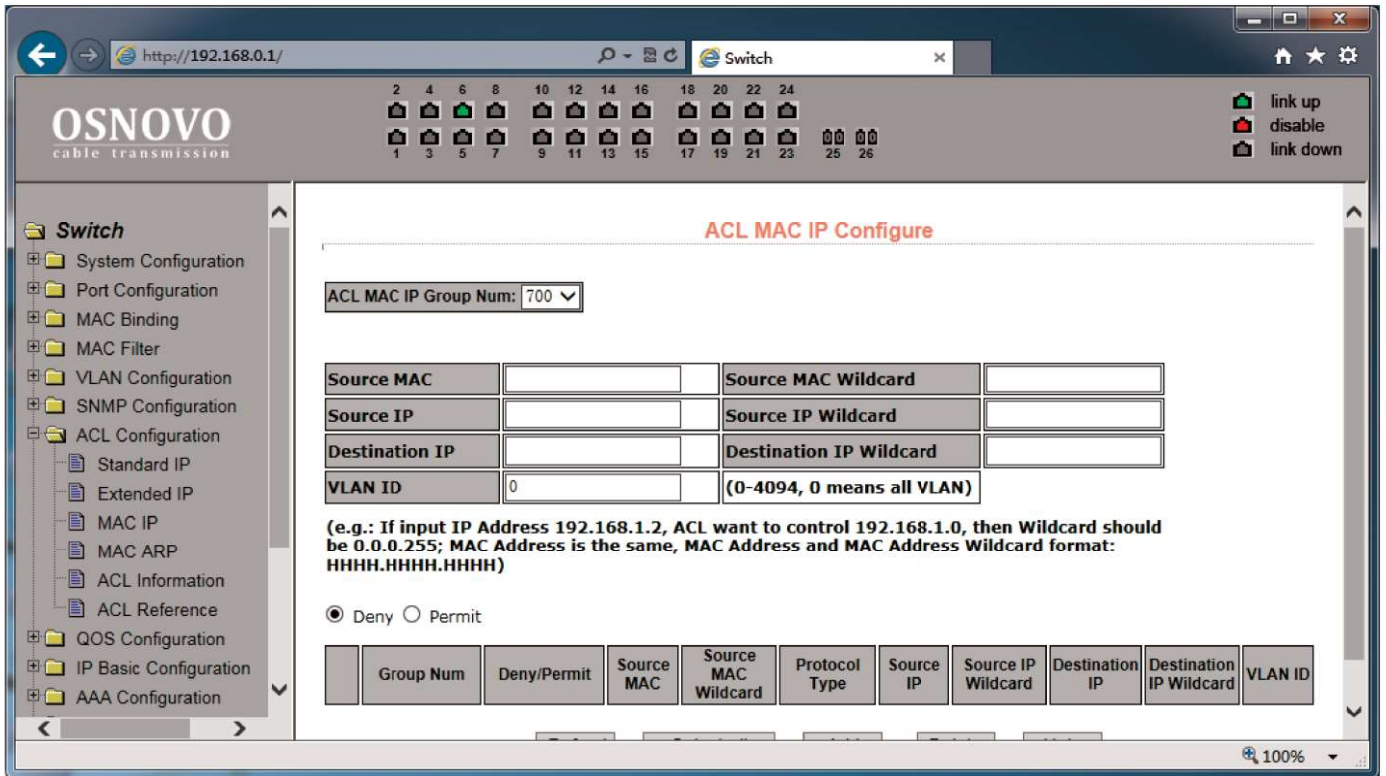 http://192.168.0.1/
Switch
OSNOVO
cable transmission
2 4 6 8 10 12 14 16 18 20 22 24
1 3 5 7 9 11 13 15 17 19 21 23 25 26
link up
disable
link down
Switch
System Configuration
Port Configuration
MAC Binding
MAC Filter
VLAN Configuration
SNMP Configuration
ACL Configuration
Standard IP
Extended IP
MAC IP
MAC ARP
ACL Information
ACL Reference
QOS Configuration
IP Basic Configuration
AAA Configuration
ACL MAC IP Configure
ACL MAC IP Group Num: 700
Source MAC Source MAC Wildcard
Source IP Source IP Wildcard
Destination IP Destination IP Wildcard
VLAN ID 0 (0-4094, 0 means all VLAN)
(e.g.: If input IP Address 192.168.1.2, ACL want to control 192.168.1.0, then Wildcard should
be 0.0.0.255; MAC Address is the same, MAC Address and MAC Address Wildcard format:
HHHH.HHHH.HHHH)
Deny Permit
Group Num Deny/Permit Source MAC Source MAC Wildcard Protocol Type Source IP Source IP Wildcard Destination IP Destination IP Wildcard VLAN ID
100%